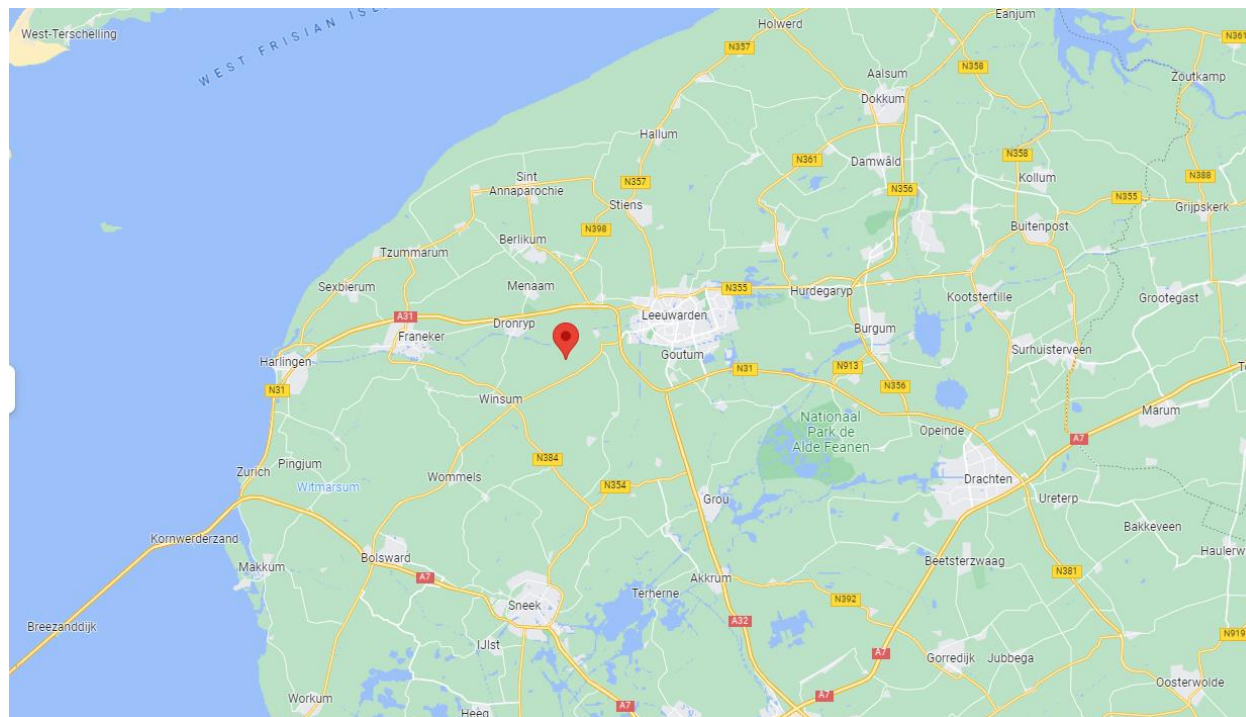 Eanjum
West-Terschelling
Holwerd
WEST FRISIAN ISL
N361
N357
N358
Zoutkamp
Aalsum
Dokkum
Hallum
N361
Damwâld
N358
Sint
Annaparochie
N357
Kollum
N388
N356
N355
Stiens
Grijpskerk
N398
Buitenpost
Berlikum
Tzummarum
Sexbierum
Menaam
N355
Hurdegaryp
Kootstertille
Grootegast
A31
Leeuwarden
Dronryp
Franeker
Burgum
Surhuisterveen
Goutum
Harlingen
N31
N913
N31
N356
Winsum
Marum
Nationaal
Park de
Alde Feanen
Opeinde
A7
N384
Zurich
Pingjum
Wommels
Witmarsum
N354
Drachten
Grou
Ureterp
Bakkeveen
Kornwerderzand
Haulerw
Bolsward
Makkum
A7
Akkrum
Beetsterzwaag
N381
Terherne
N392
Sneek
A32
Breezanddijk
N919
IJlst
A7
Gorredijk
Jubbega
Oosterwolde
Workum
A7
A7
Heeg